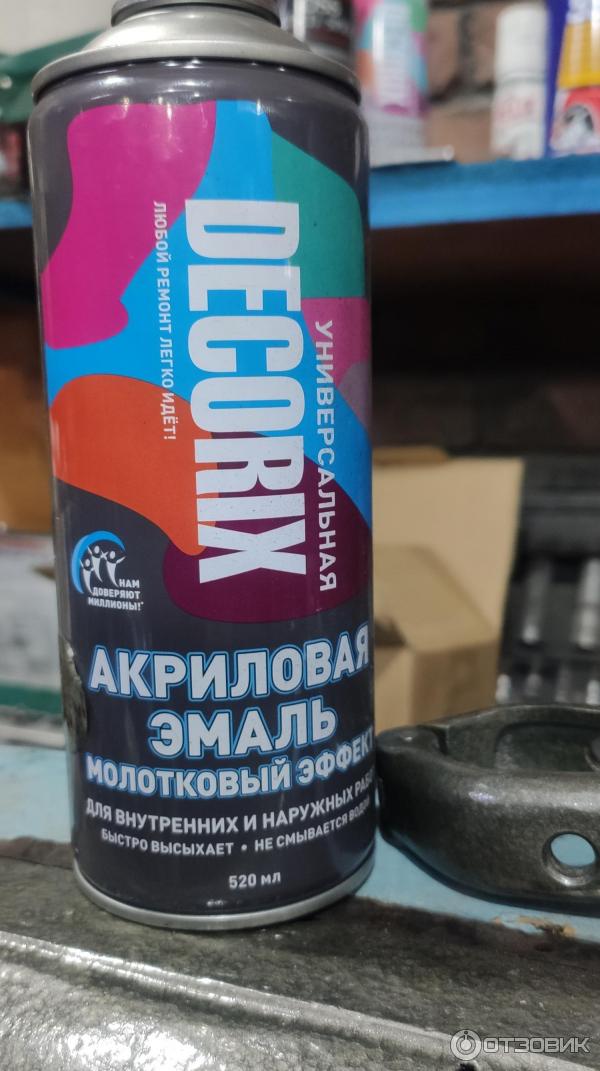 DECORIX
УНИВЕРСАЛЬНАЯ
ЛЮБОЙ РЕМОНТ ЛЕГКО ИДЁТ!
НАМ
ДОВЕРЯЮТ
МИЛЛИОНЫ!*
АКРИЛОВАЯ
ЭМАЛЬ
МОЛОТКОВЫЙ ЭФФЕКТ
ДЛЯ ВНУТРЕННИХ И НАРУЖНЫХ РАБОТ
БЫСТРО ВЫСЫХАЕТ • НЕ СМЫВАЕТСЯ ВОДОЙ
520 МЛ
ОТЗОВИК